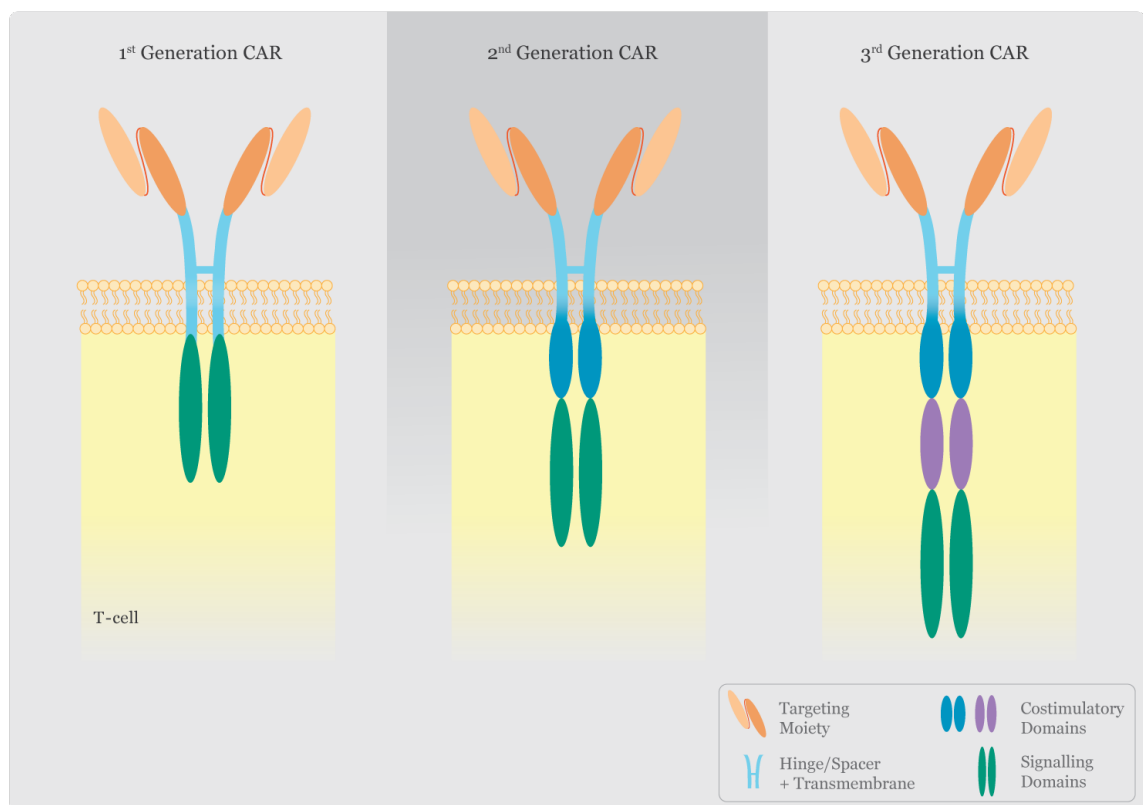 1st Generation CAR
2nd Generation CAR
3rd Generation CAR
T-cell
Targeting
Moiety
Costimulatory
Domains
Hinge/Spacer
+ Transmembrane
Signalling
Domains